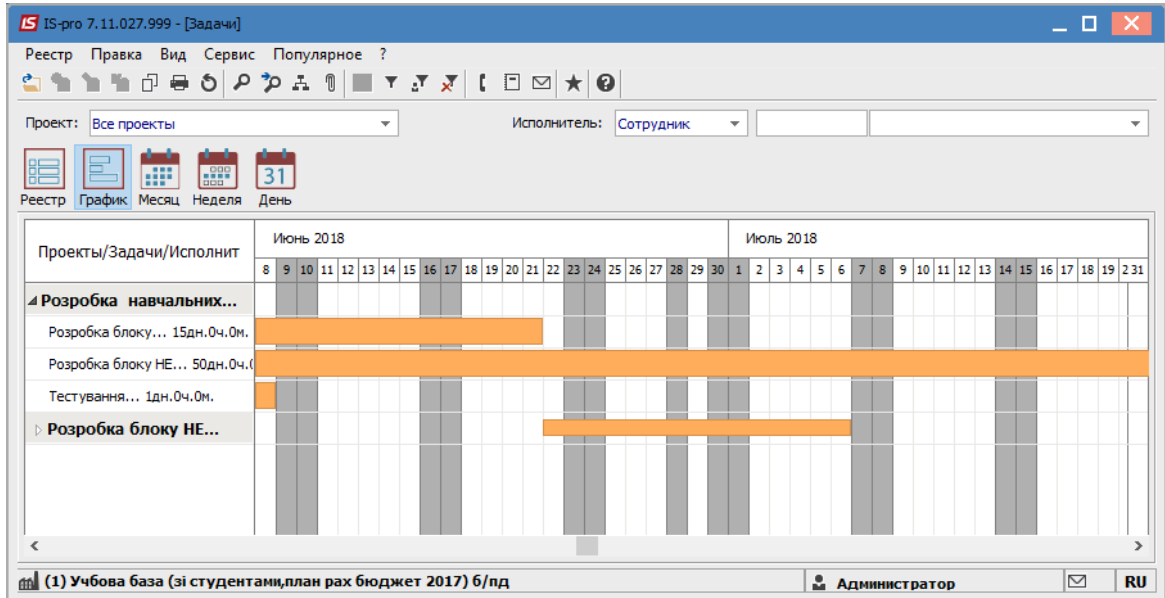 IS-pro 7.11.027.999 - [Задачи]
Реестр Правка Вид Сервис Популярное ?
Проект: Все проекты Исполнитель: Сотрудник
31
Реестр График Месяц Неделя День
Проекты/Задачи/Исполнит
Июнь 2018 Июль 2018
8 9 10 11 12 13 14 15 16 17 18 19 20 21 22 23 24 25 26 27 28 29 30 1 2 3 4 5 6 7 8 9 10 11 12 13 14 15 16 17 18 19 2 31
Розробка навчальних...
Розробка блоку... 15дн.0ч.0м.
Розробка блоку НЕ... 50дн.0ч.(
Тестування... 1дн.0ч.0м.
Розробка блоку НЕ...
(1) Учбова база (зі студентами,план рах бюджет 2017) б/пд Администратор RU